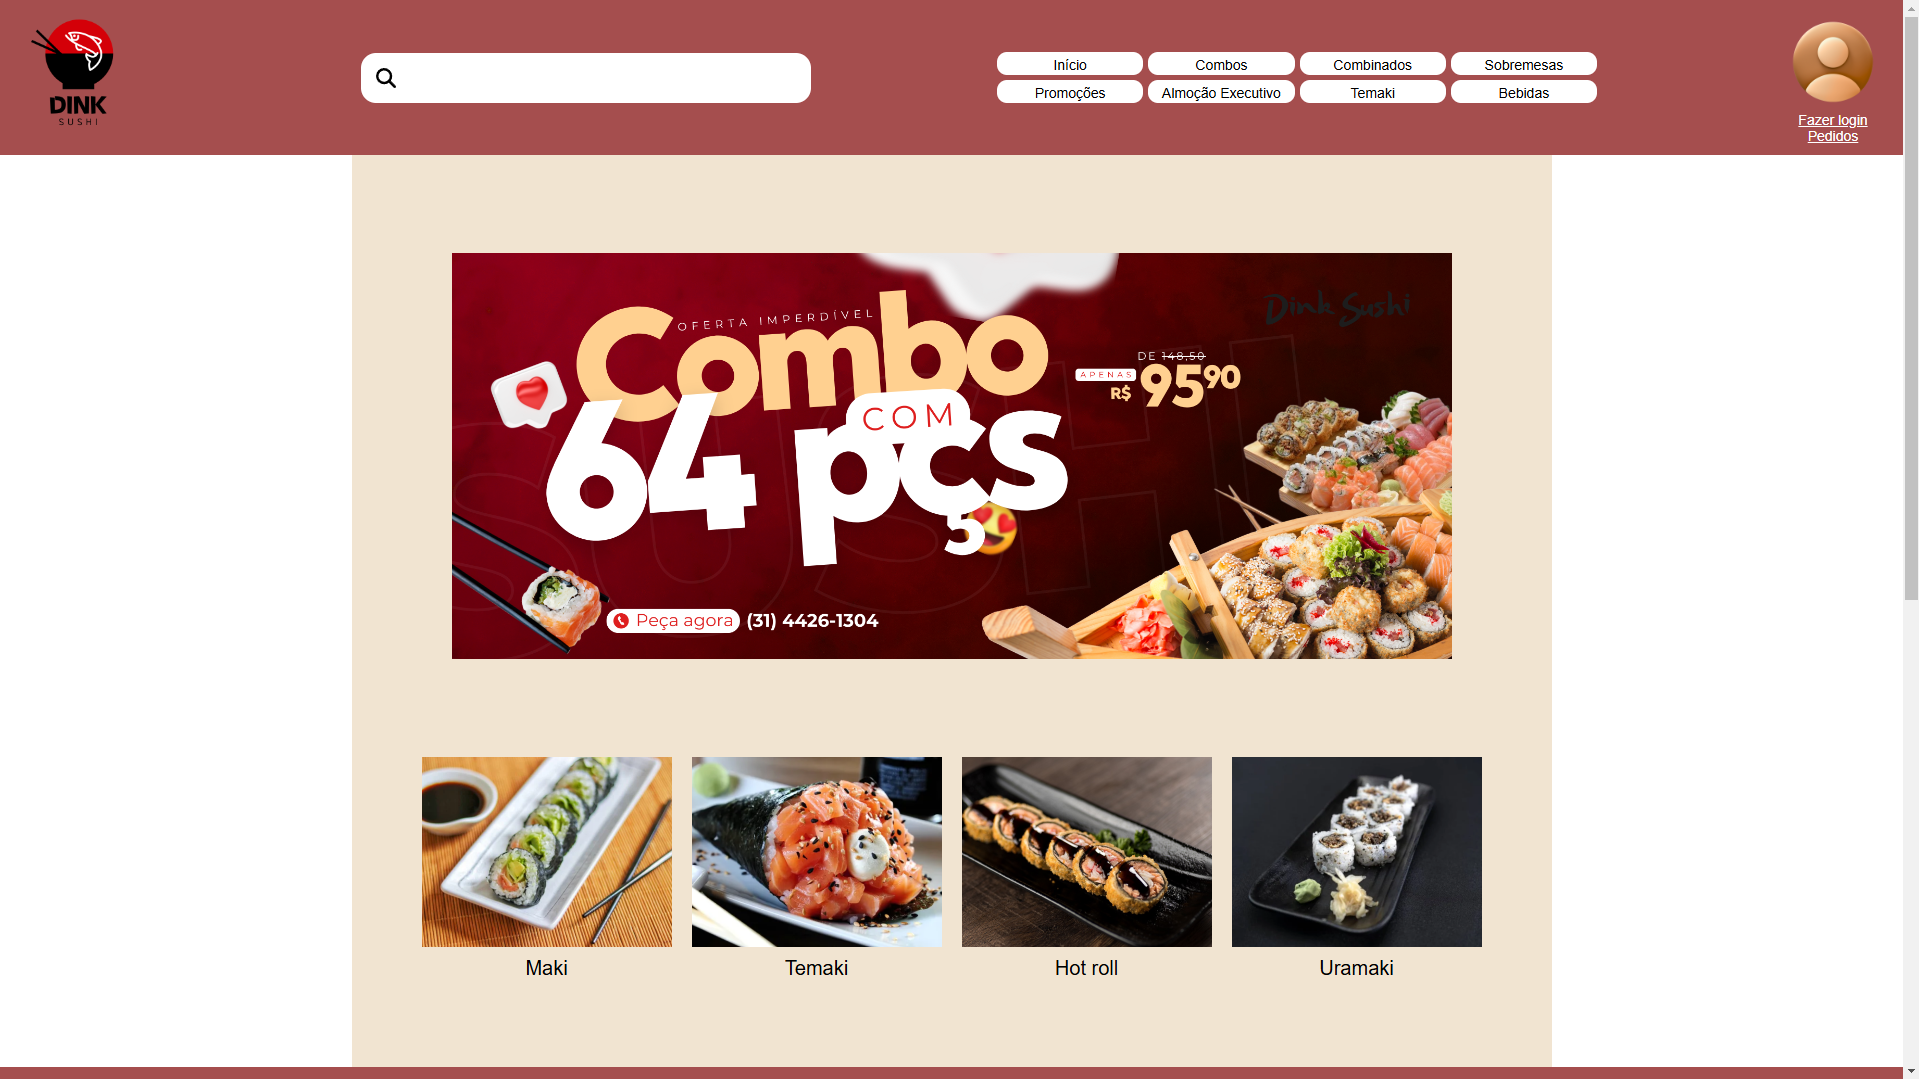 DINK
SUSHI
Início
Combos
Combinados
Sobremesas
Promoções
Almoção Executivo
Temaki
Bebidas
Fazer login
Pedidos
OFERTA IMPERDÍVEL
Combo
COM
64 pçs
Dink Sushi
DE 148,50
APENAS
R$ 95,90
SUSHI
Peça agora (31) 4426-1304
Maki
Temaki
Hot roll
Uramaki